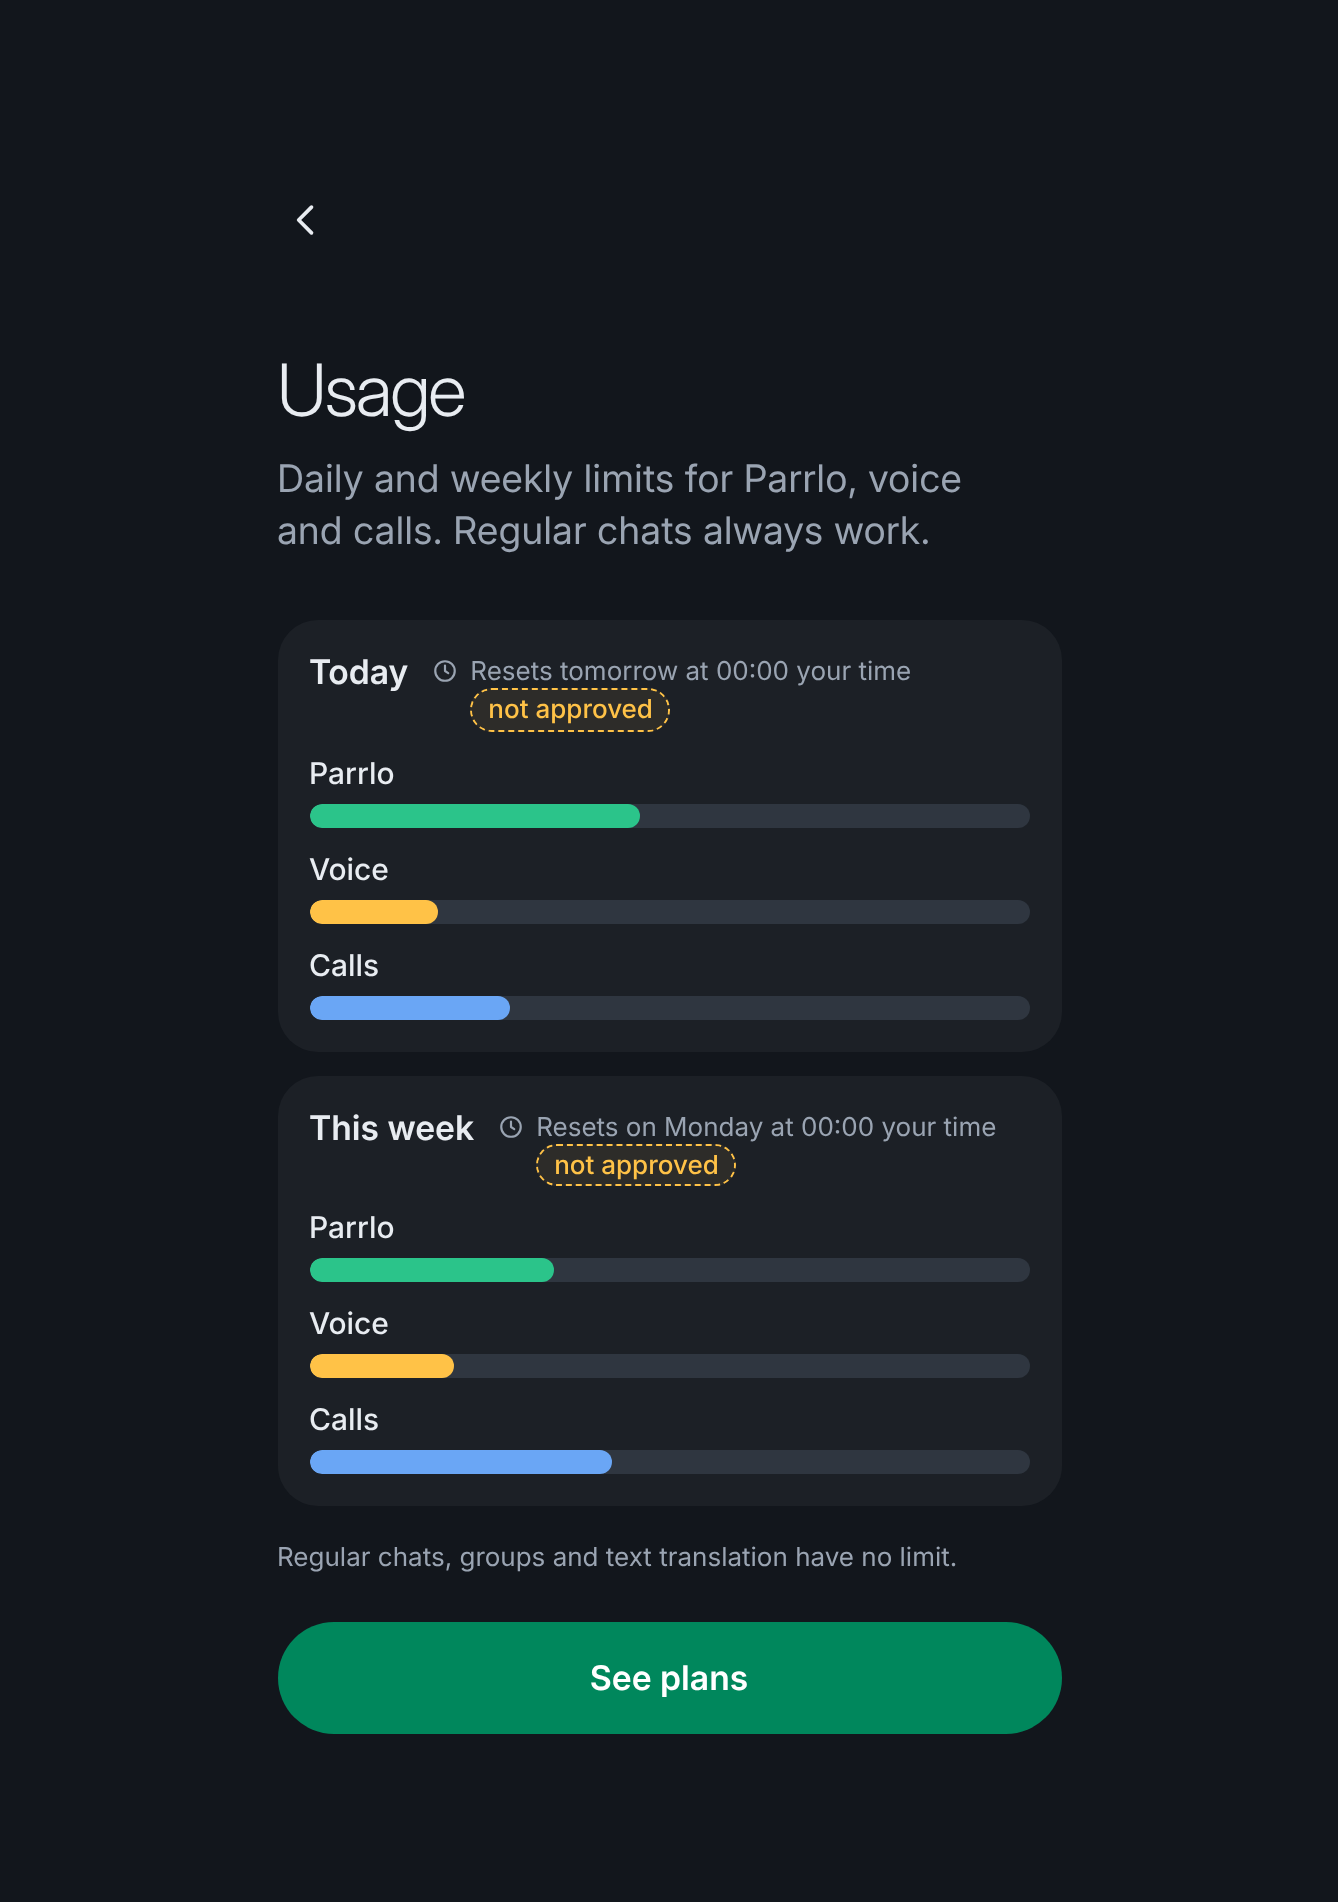 Usage
Daily and weekly limits for Parrlo, voice
and calls. Regular chats always work.
Today Resets tomorrow at 00:00 your time
not approved
Parrlo
Voice
Calls
This week Resets on Monday at 00:00 your time
not approved
Parrlo
Voice
Calls
Regular chats, groups and text translation have no limit.
See plans